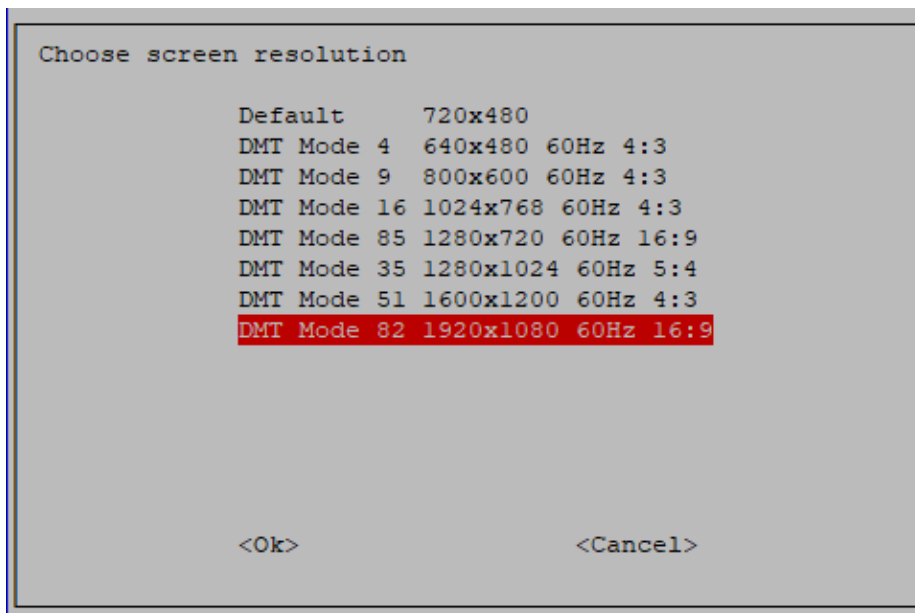 Choose screen resolution
Default 720x480
DMT Mode 4 640x480 60Hz 4:3
DMT Mode 9 800x600 60Hz 4:3
DMT Mode 16 1024x768 60Hz 4:3
DMT Mode 85 1280x720 60Hz 16:9
DMT Mode 35 1280x1024 60Hz 5:4
DMT Mode 51 1600x1200 60Hz 4:3
DMT Mode 82 1920x1080 60Hz 16:9
<Ok> <Cancel>